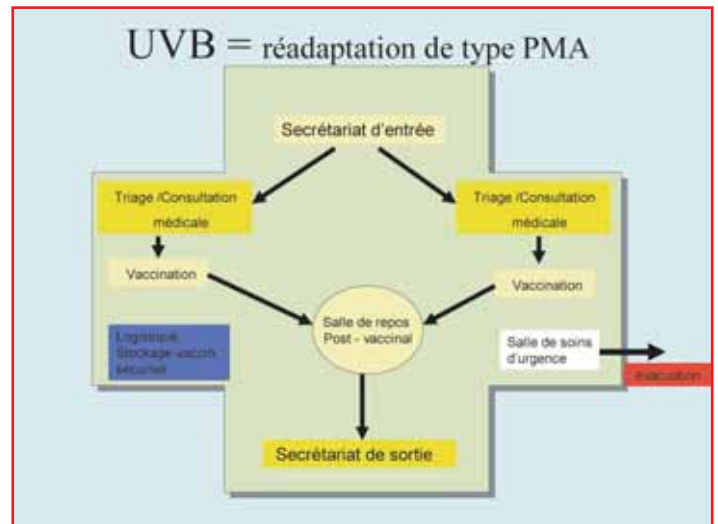 UVB = réadaptation de type PMA
Secrétariat d'entrée
Triage /Consultation
médicale
Triage /Consultation
médicale
Vaccination
Vaccination
Salle de repos
Post - vaccinal
Logistique
Stockage vaccin
sécurisé
Salle de soins
d'urgence
Evacuation
Secrétariat de sortie